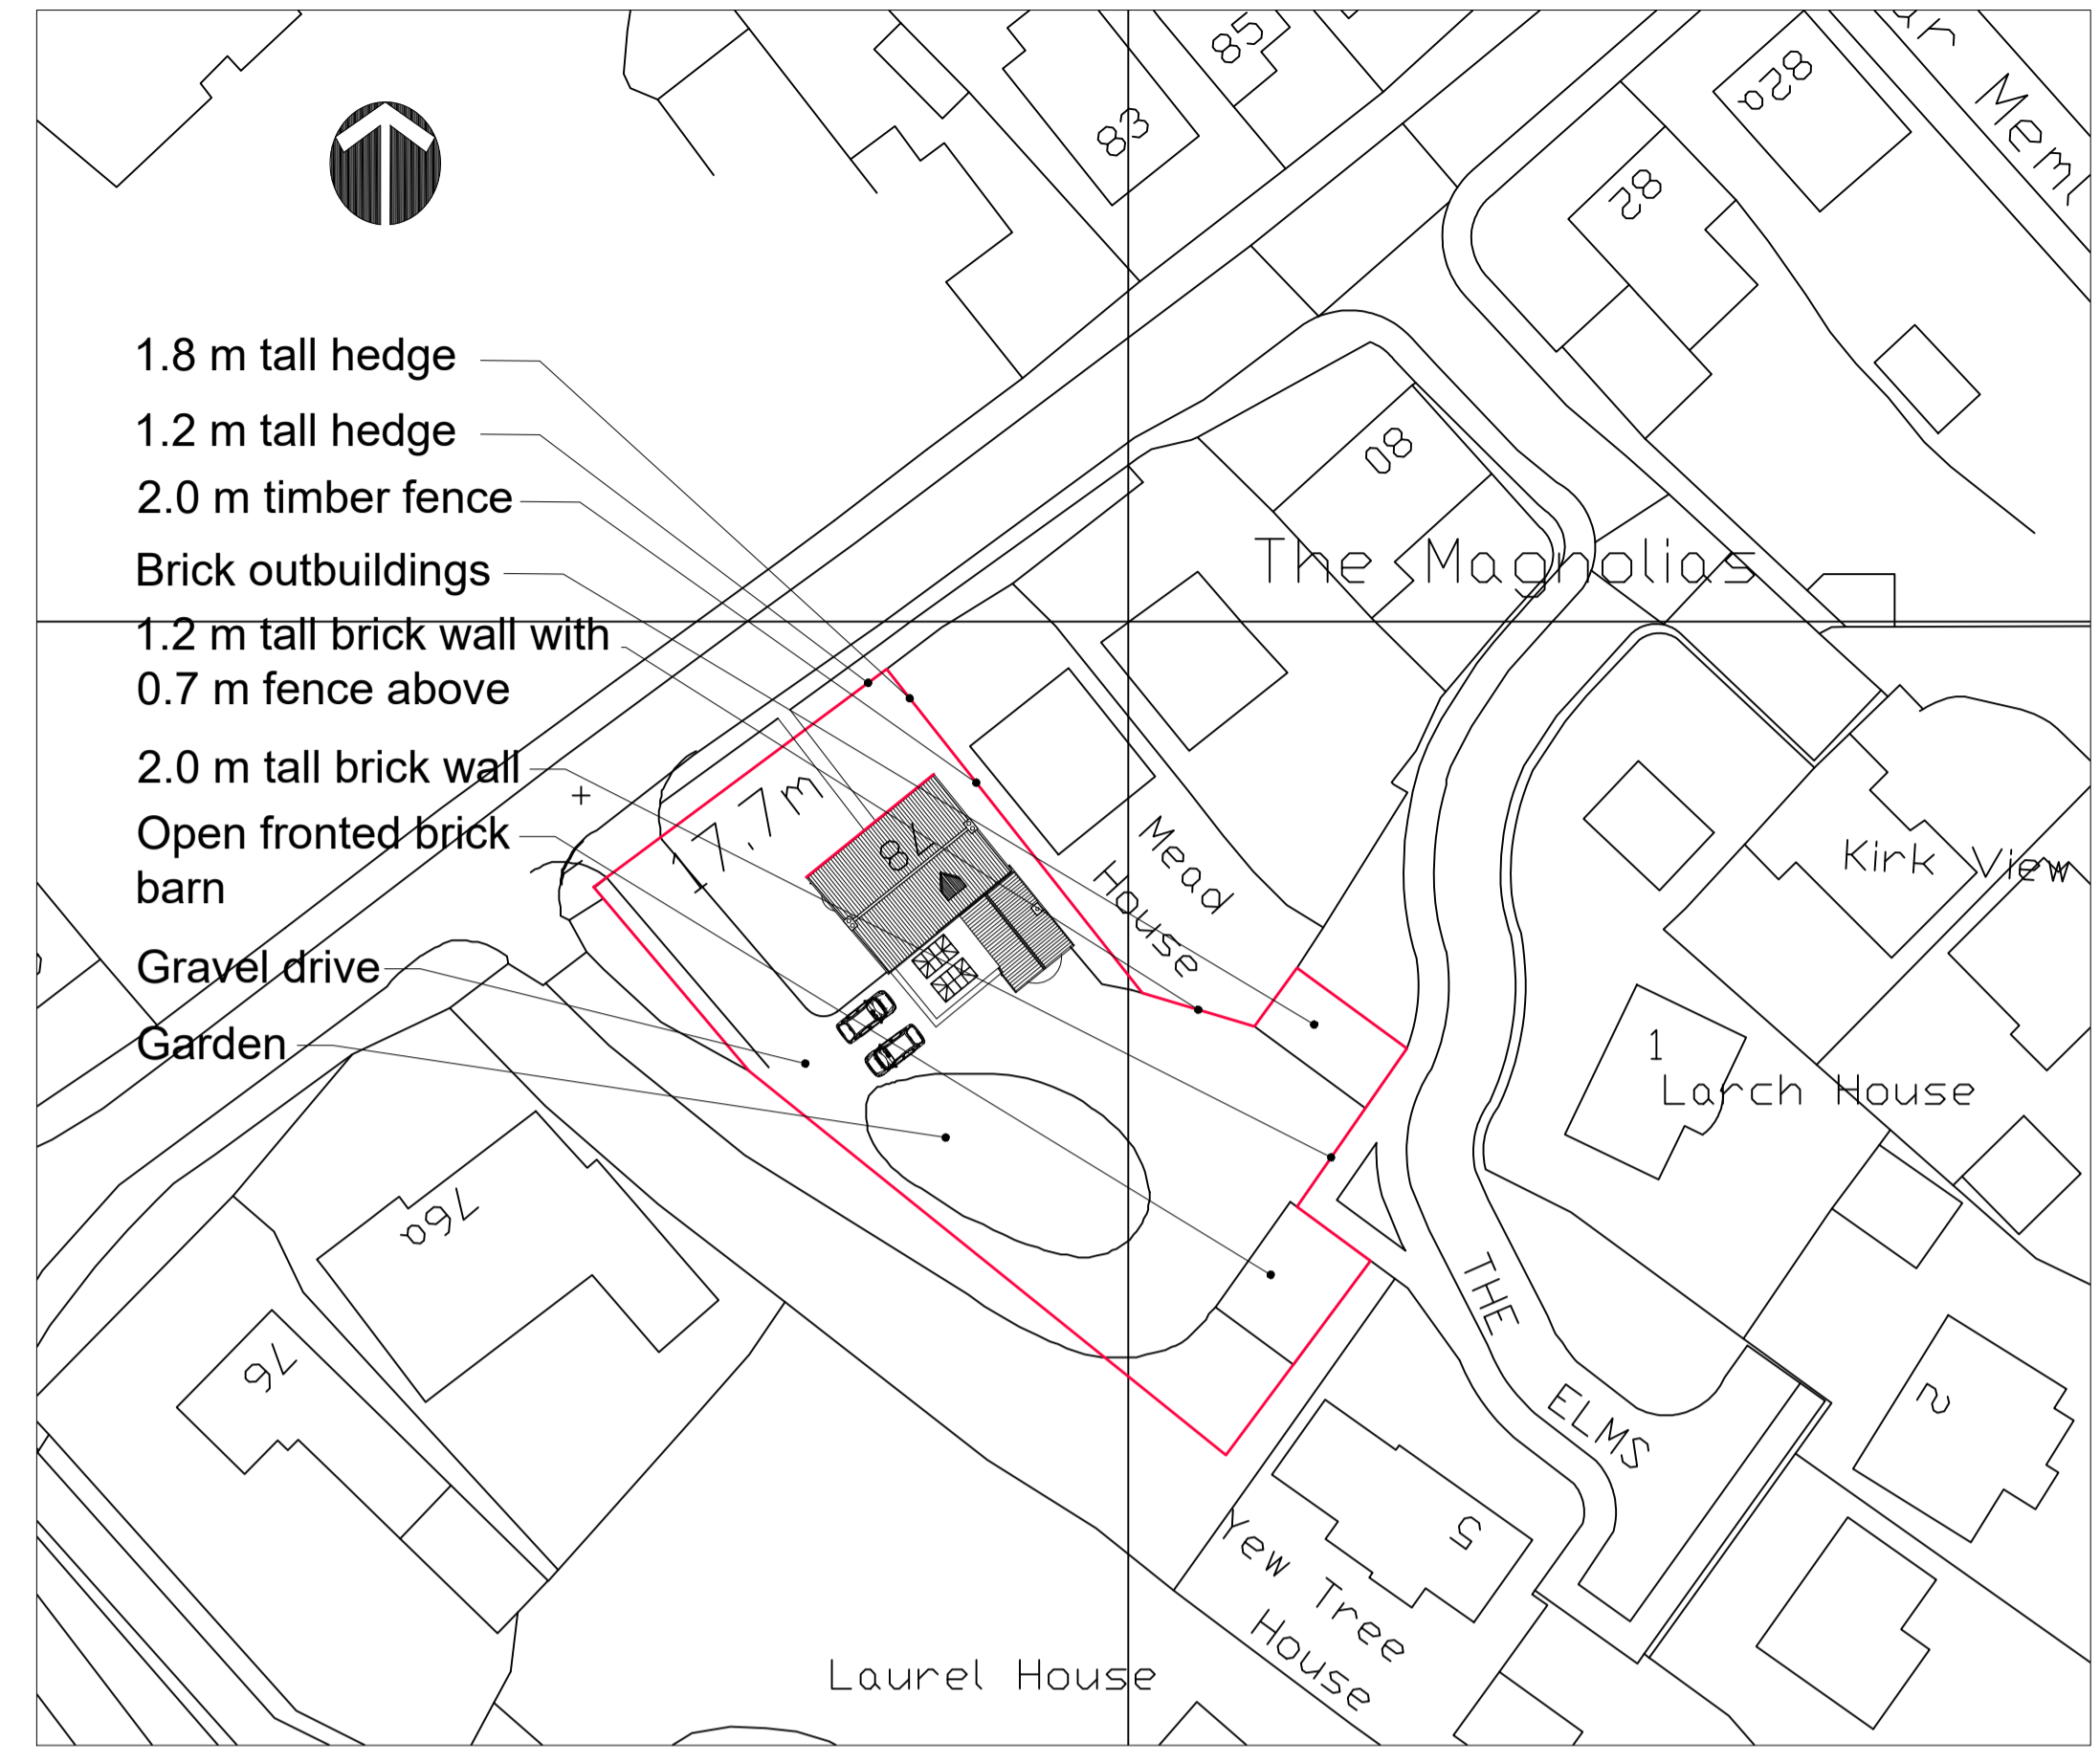 1.8 m tall hedge
1.2 m tall hedge
2.0 m timber fence
Brick outbuildings
1.2 m tall brick wall with
0.7 m fence above
2.0 m tall brick wall
Open fronted brick
barn
Gravel drive
Garden
85
83
82a
82
Mem
80
The Magnolias
17.7m
78
Mead
House
Kirk View
1
Larch House
76a
76
THE
ELMS
2
5
Yew Tree
House
Laurel House